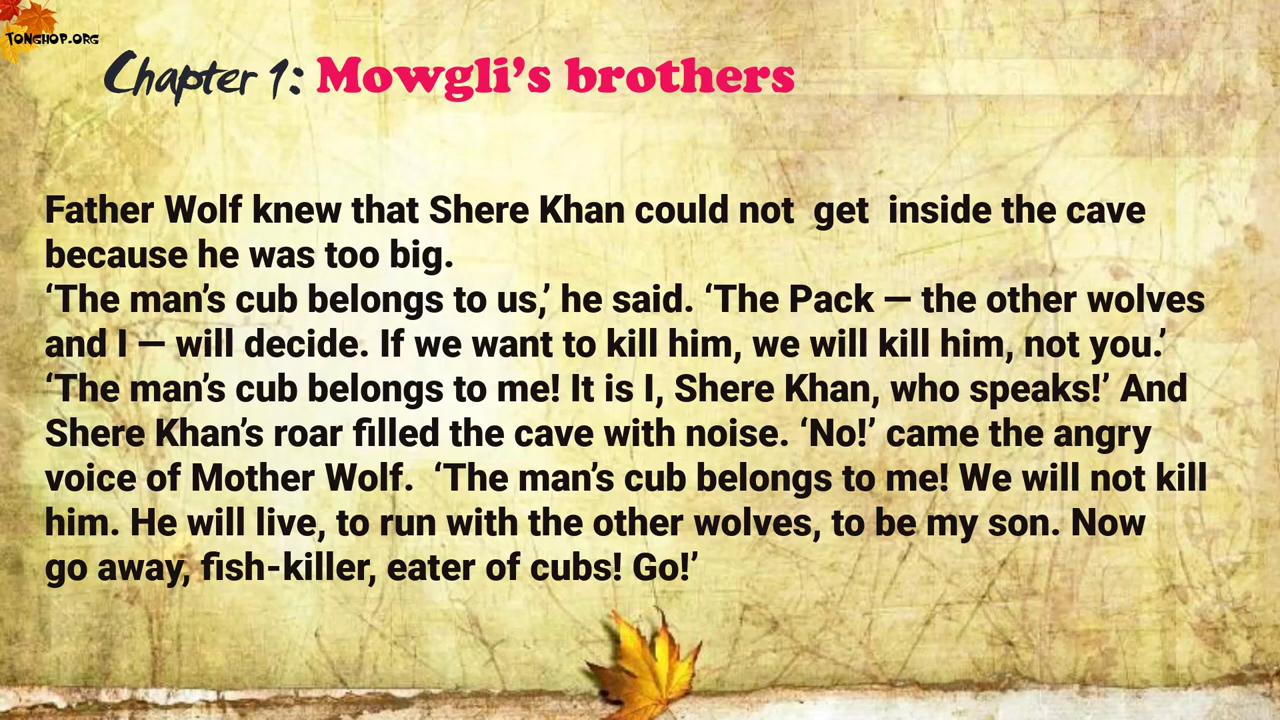 TONGHOP.ORG
Chapter 1: Mowgli’s brothers
Father Wolf knew that Shere Khan could not get inside the cave
because he was too big.
‘The man’s cub belongs to us,’ he said. ‘The Pack — the other wolves
and I — will decide. If we want to kill him, we will kill him, not you.’
‘The man’s cub belongs to me! It is I, Shere Khan, who speaks!’ And
Shere Khan’s roar filled the cave with noise. ‘No!’ came the angry
voice of Mother Wolf. ‘The man’s cub belongs to me! We will not kill
him. He will live, to run with the other wolves, to be my son. Now
go away, fish-killer, eater of cubs! Go!’